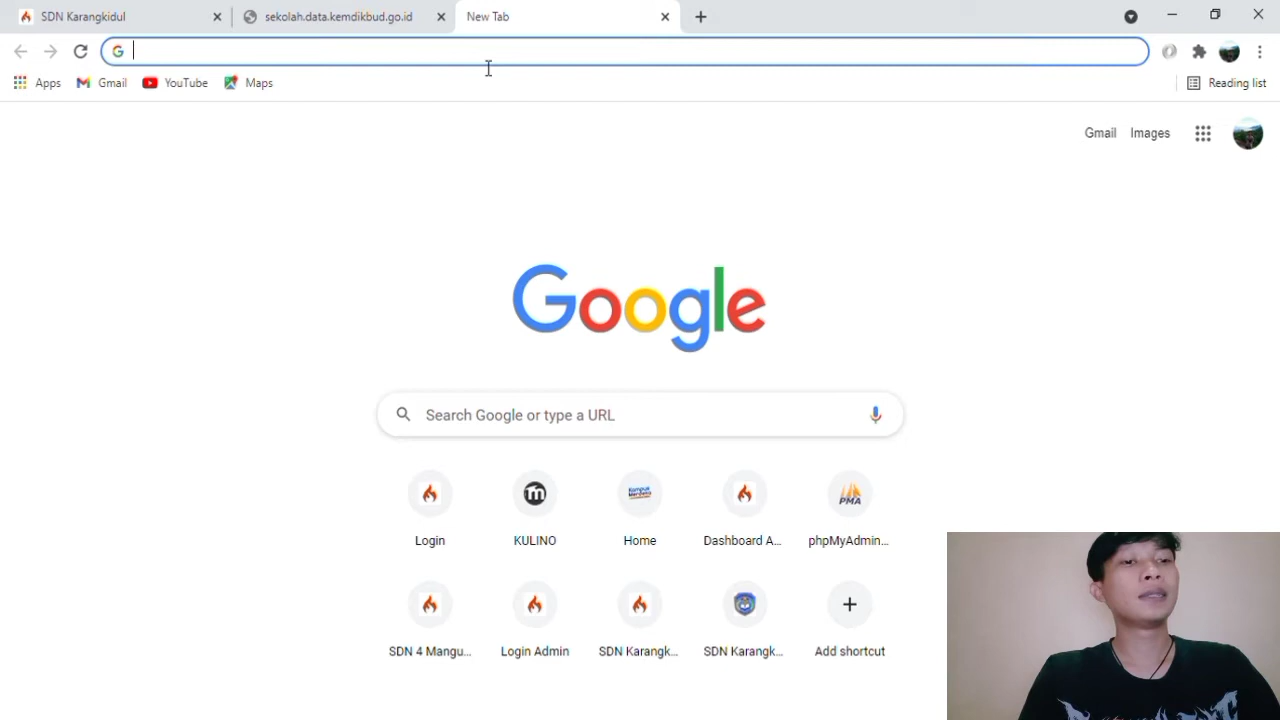 SDN Karangkidul
sekolah.data.kemdikbud.go.id
New Tab
Apps
Gmail
YouTube
Maps
Reading list
Gmail
Images
Google
Search Google or type a URL
Login
KULINO
Home
Dashboard A...
phpMyAdmin...
SDN 4 Mangu...
Login Admin
SDN Karangk...
SDN Karangk...
Add shortcut